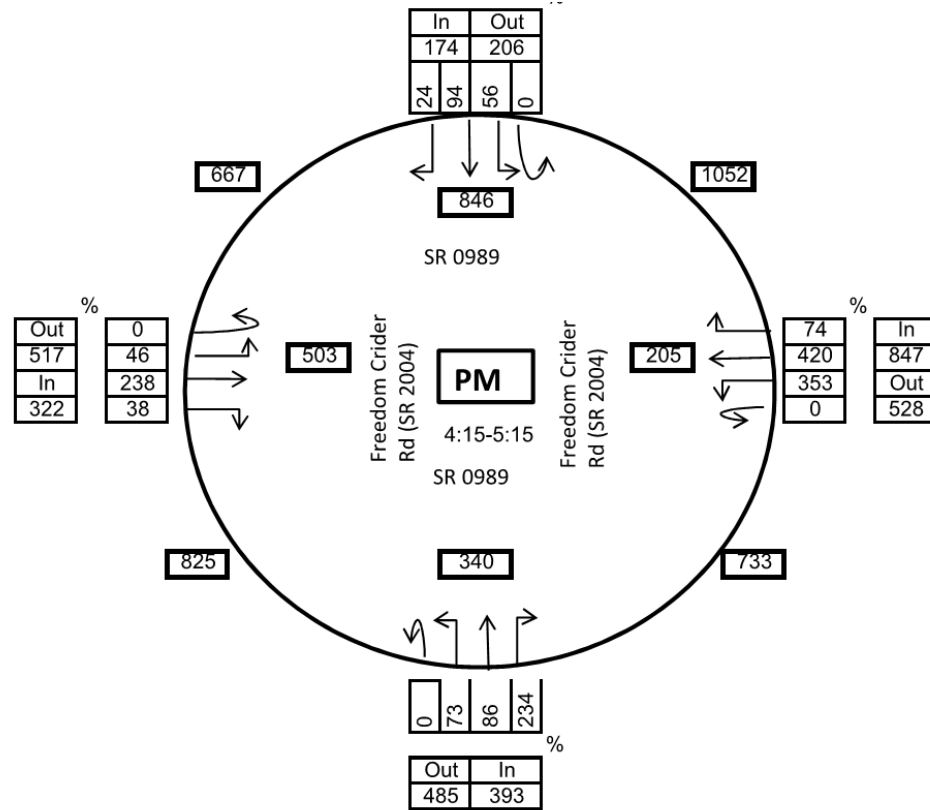 %
In Out
174 206
24 94 56 0
667
1052
846
SR 0989
%
Out 0
517 46
In 238
322 38
503
Freedom Crider
Rd (SR 2004)
PM
4:15-5:15
SR 0989
Freedom Crider
Rd (SR 2004)
205
%
74 In
420 847
353 Out
0 528
825
340
733
0 73 86 234
%
Out In
485 393